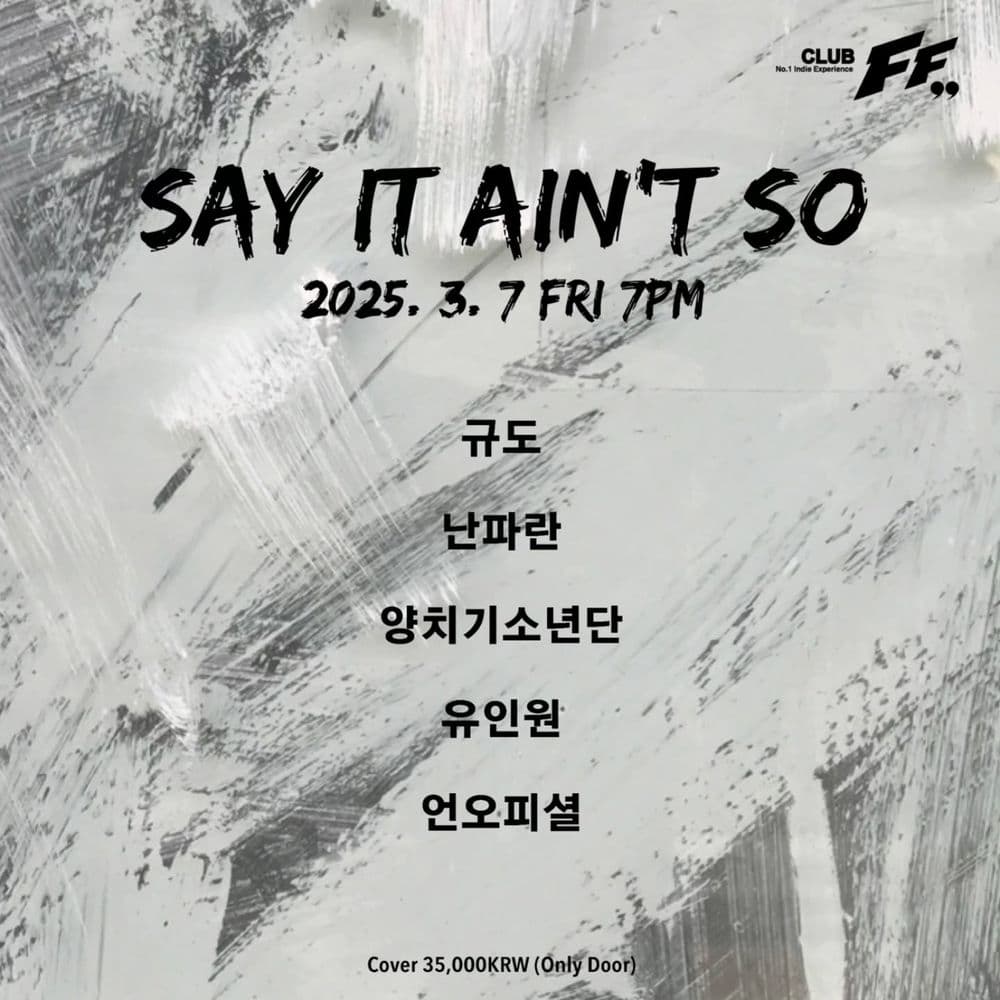 CLUB
No.1 Indie Experience
FF,,
SAY IT AIN'T SO
2025. 3. 7 FRI 7PM
규도
난파란
양치기소년단
유인원
언오피셜
Cover 35,000KRW (Only Door)